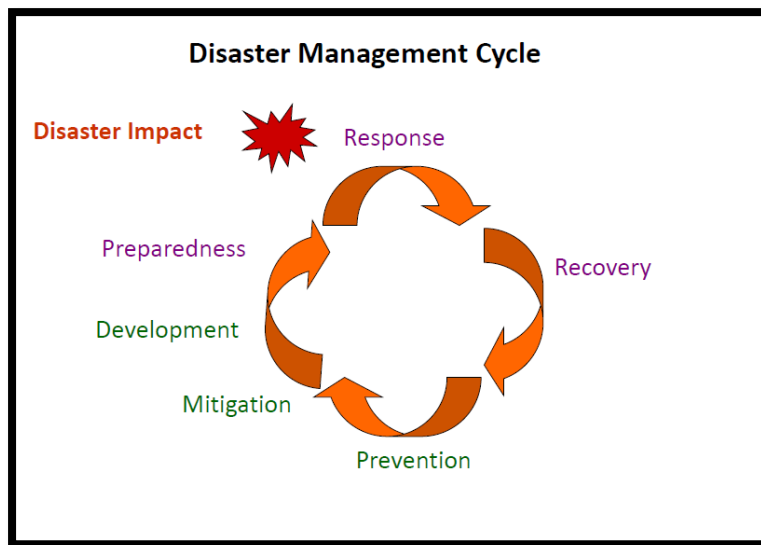 Disaster Management Cycle
Disaster Impact
Response
Preparedness
Recovery
Development
Mitigation
Prevention